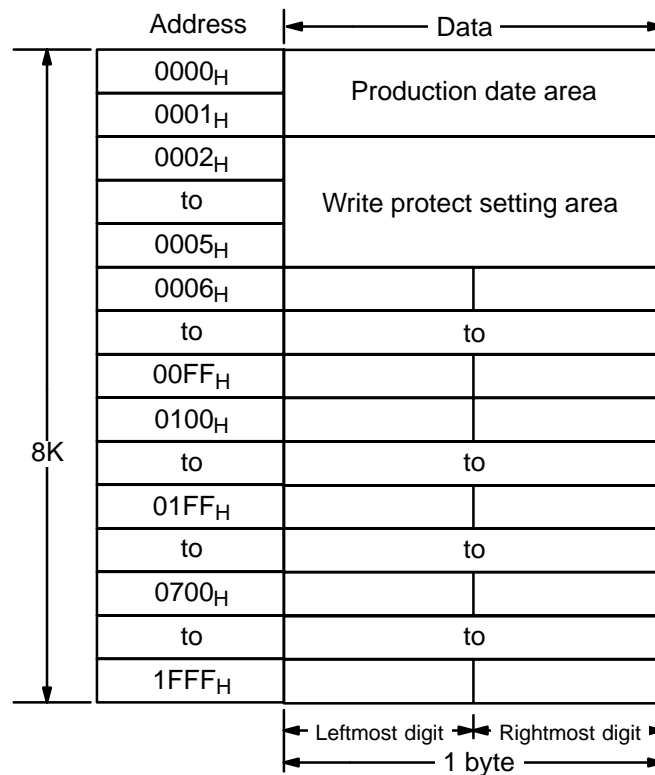 Address Data
0000H
Production date area
0001H
0002H
to Write protect setting area
0005H
0006H
to to
00FFH
0100H
8K to to
01FFH
to to
0700H
to to
1FFFH
Leftmost digit Rightmost digit
1 byte